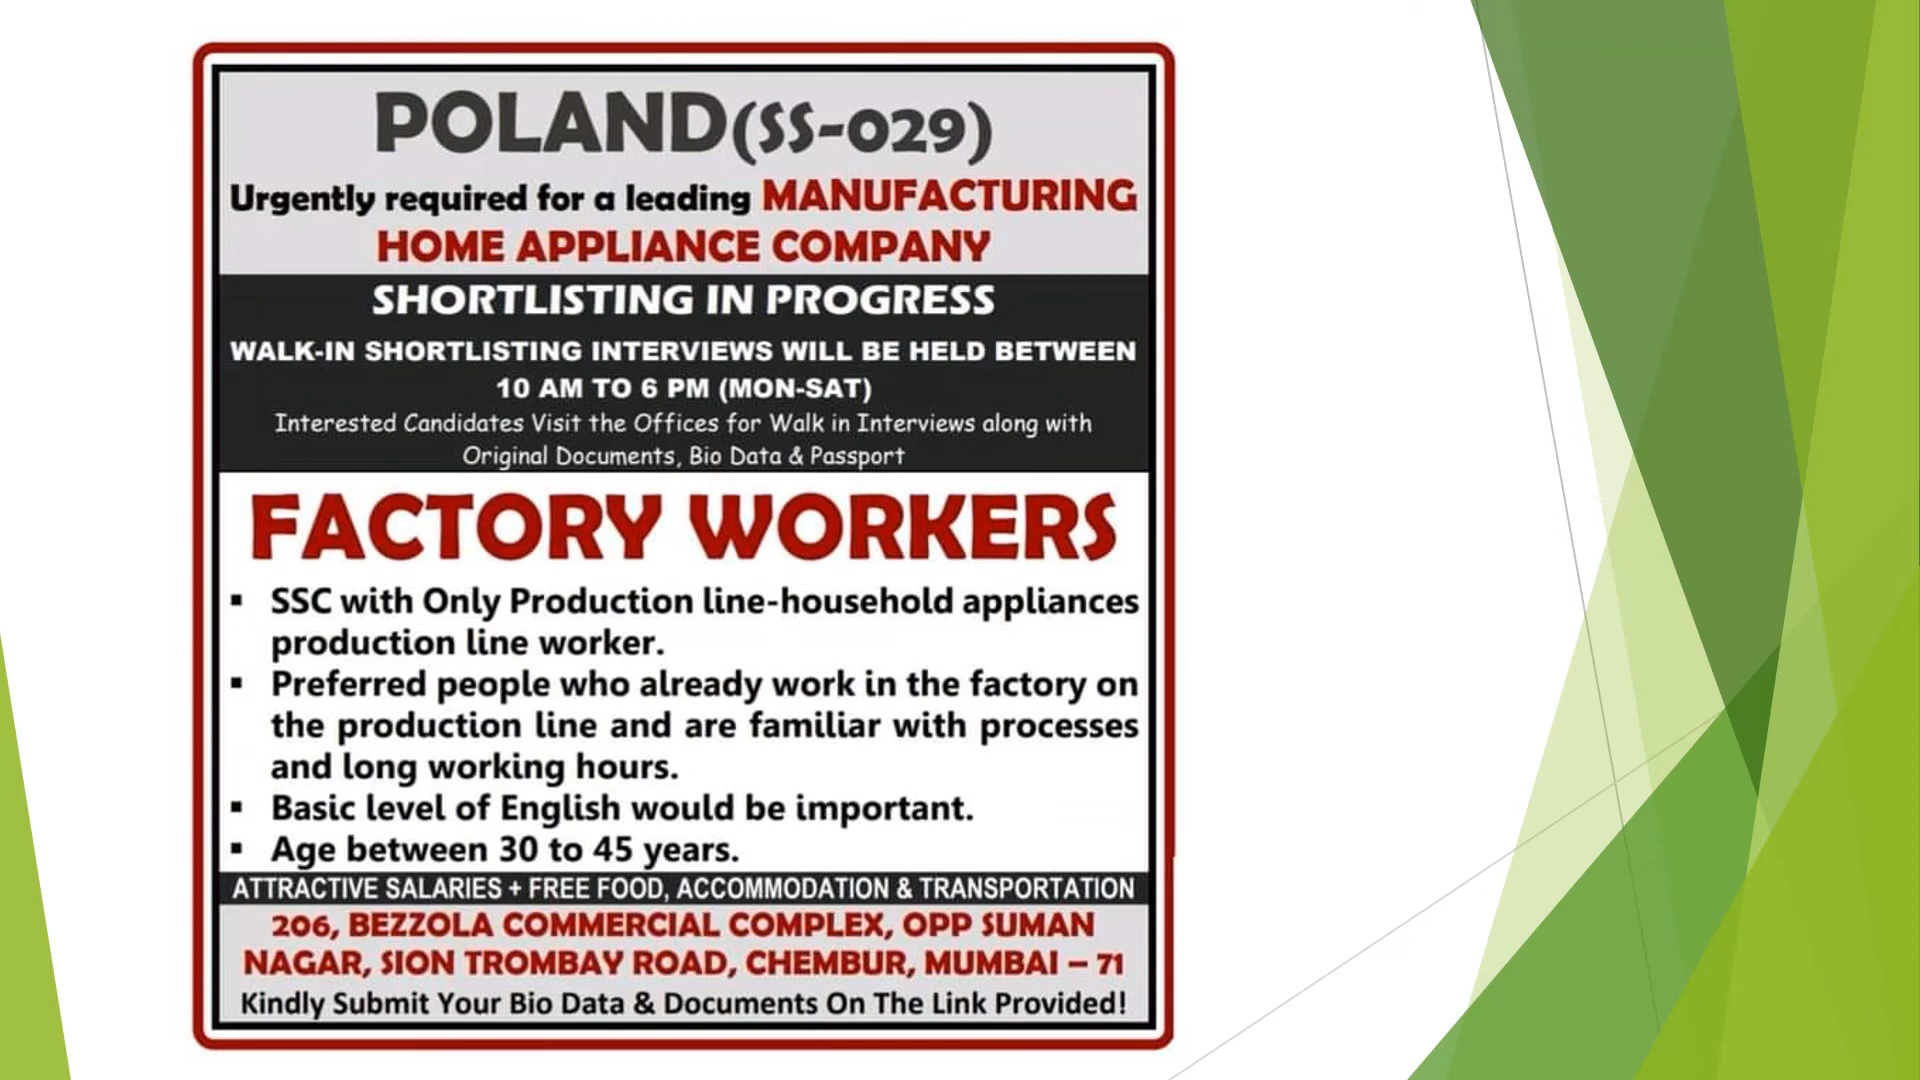 POLAND(SS-029)
Urgently required for a leading MANUFACTURING
HOME APPLIANCE COMPANY
SHORTLISTING IN PROGRESS
WALK-IN SHORTLISTING INTERVIEWS WILL BE HELD BETWEEN
10 AM TO 6 PM (MON-SAT)
Interested Candidates Visit the Offices for Walk in Interviews along with
Original Documents, Bio Data & Passport
FACTORY WORKERS
▪ SSC with Only Production line-household appliances
production line worker.
▪ Preferred people who already work in the factory on
the production line and are familiar with processes
and long working hours.
▪ Basic level of English would be important.
▪ Age between 30 to 45 years.
ATTRACTIVE SALARIES + FREE FOOD, ACCOMMODATION & TRANSPORTATION
206, BEZZOLA COMMERCIAL COMPLEX, OPP SUMAN
NAGAR, SION TROMBAY ROAD, CHEMBUR, MUMBAI – 71
Kindly Submit Your Bio Data & Documents On The Link Provided!